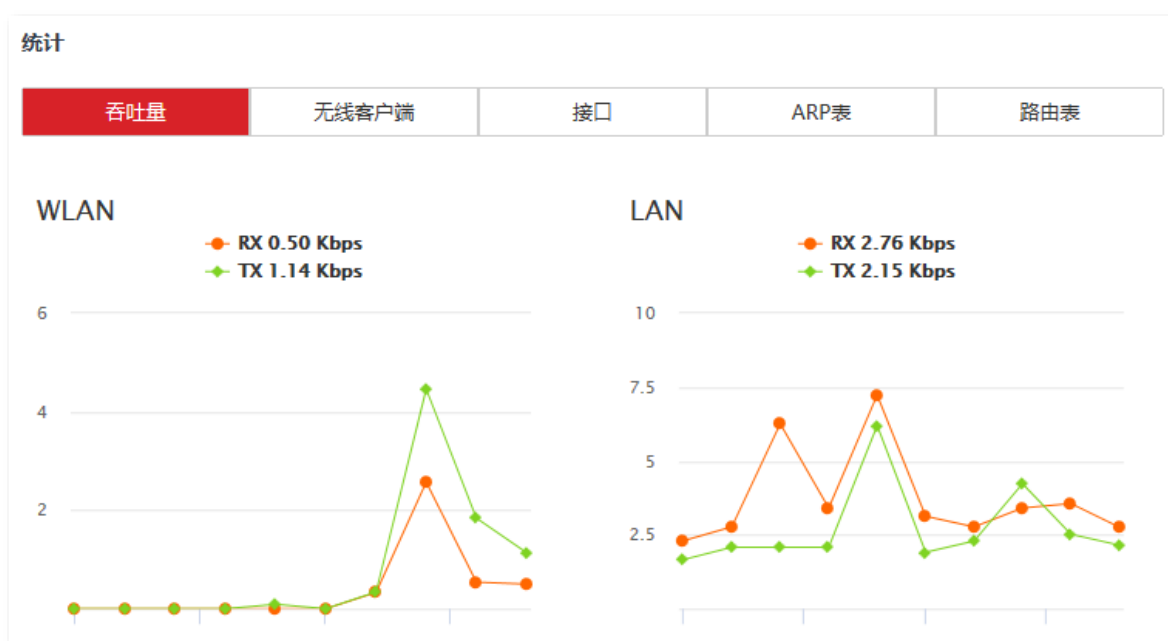 统计
吞吐量 无线客户端 接口 ARP表 路由表
WLAN
RX 0.50 Kbps
TX 1.14 Kbps
6
4
2
LAN
RX 2.76 Kbps
TX 2.15 Kbps
10
7.5
5
2.5